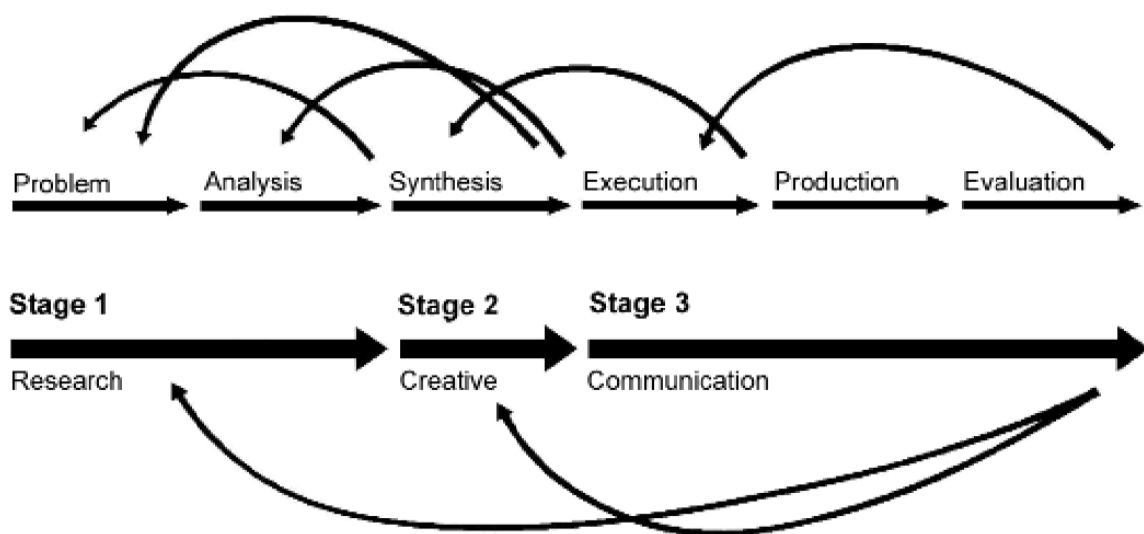 Problem
Analysis
Synthesis
Execution
Production
Evaluation
Stage 1
Stage 2
Stage 3
Research
Creative
Communication